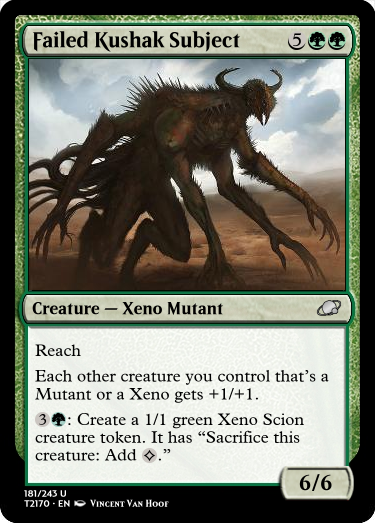 Failed Kushak Subject 5
Creature — Xeno Mutant
Reach
Each other creature you control that's a
Mutant or a Xeno gets +1/+1.
3 : Create a 1/1 green Xeno Scion
creature token. It has “Sacrifice this
creature: Add .”
6/6
181/243 U
T2170 · EN Vincent Van Hoof